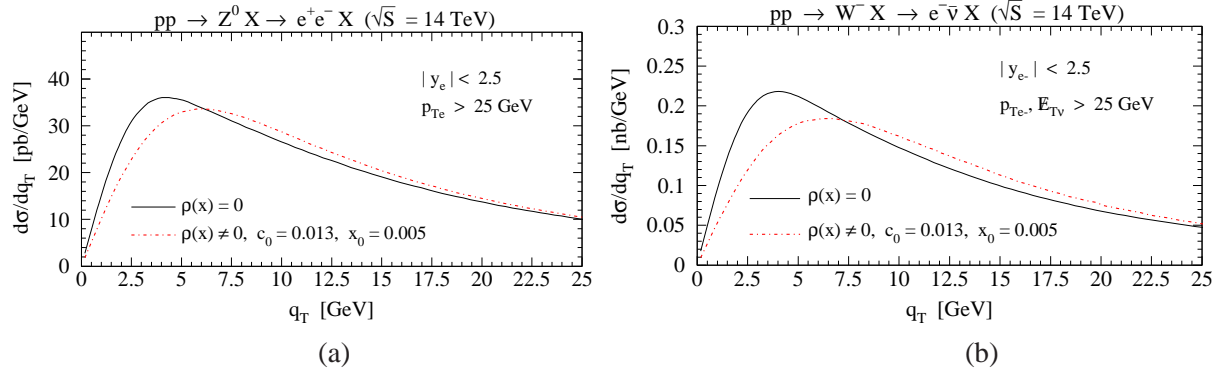 pp → Z⁰ X → e⁺e⁻ X (√S = 14 TeV)
dσ/dq_T [pb/GeV]
40
30
20
10
0
| y_e | < 2.5
p_Te > 25 GeV
ρ(x) = 0
ρ(x) ≠ 0, c_0 = 0.013, x_0 = 0.005
0 2.5 5 7.5 10 12.5 15 17.5 20 22.5 25
q_T [GeV]
(a)
pp → W⁻ X → e⁻ν̄ X (√S = 14 TeV)
dσ/dq_T [nb/GeV]
0.3
0.25
0.2
0.15
0.1
0.05
0
| y_e- | < 2.5
p_Te-, E̸_Tν > 25 GeV
ρ(x) = 0
ρ(x) ≠ 0, c_0 = 0.013, x_0 = 0.005
0 2.5 5 7.5 10 12.5 15 17.5 20 22.5 25
q_T [GeV]
(b)